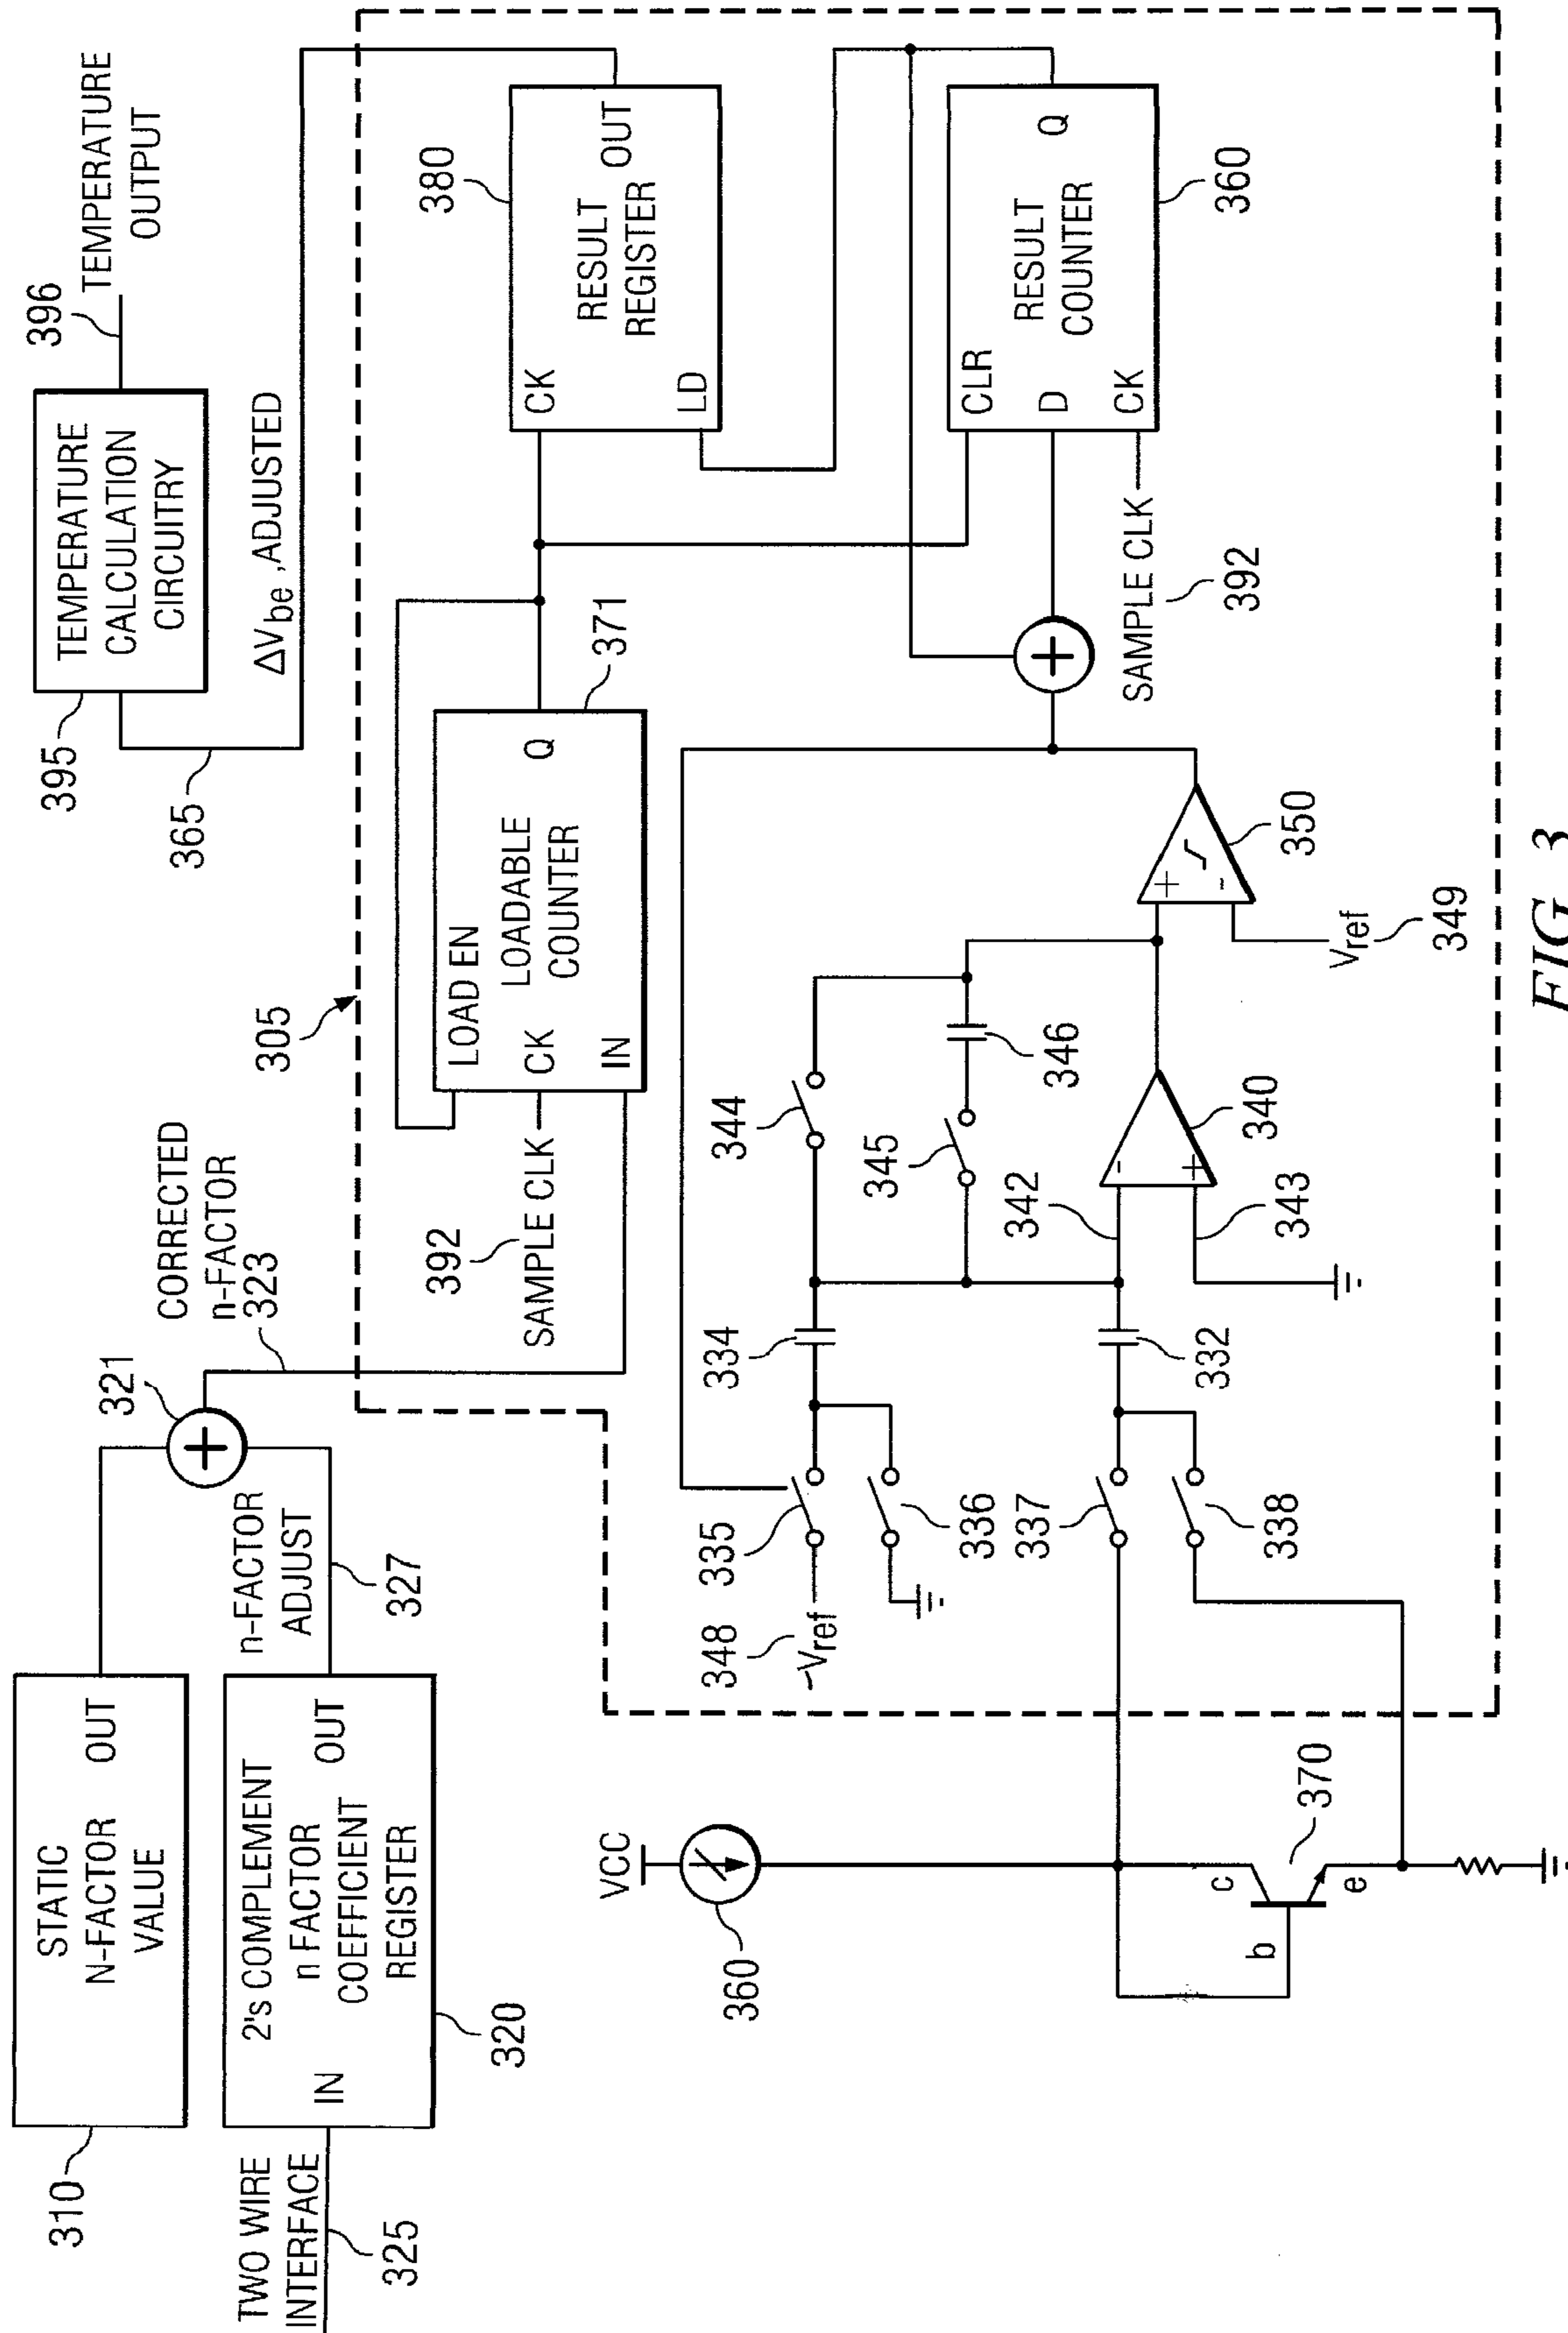 TWO WIRE
INTERFACE
325
310
STATIC
N-FACTOR
VALUE
OUT
2's COMPLEMENT
n FACTOR
COEFFICIENT
REGISTER
IN
OUT
320
n-FACTOR
ADJUST
327
321
CORRECTED
n-FACTOR
323
305
LOAD EN
CK
IN
LOADABLE
COUNTER
Q
371
392
SAMPLE CLK
395
TEMPERATURE
CALCULATION
CIRCUITRY
396
TEMPERATURE
OUTPUT
365
ΔVbe ,ADJUSTED
380
CK
LD
RESULT
REGISTER
OUT
CLR
D
CK
RESULT
COUNTER
Q
360
SAMPLE CLK
392
VCC
360
c
b
e
370
348
-Vref
335
336
337
338
334
332
344
345
346
342
343
-
+
340
+
-
350
Vref
349
FIG. 3